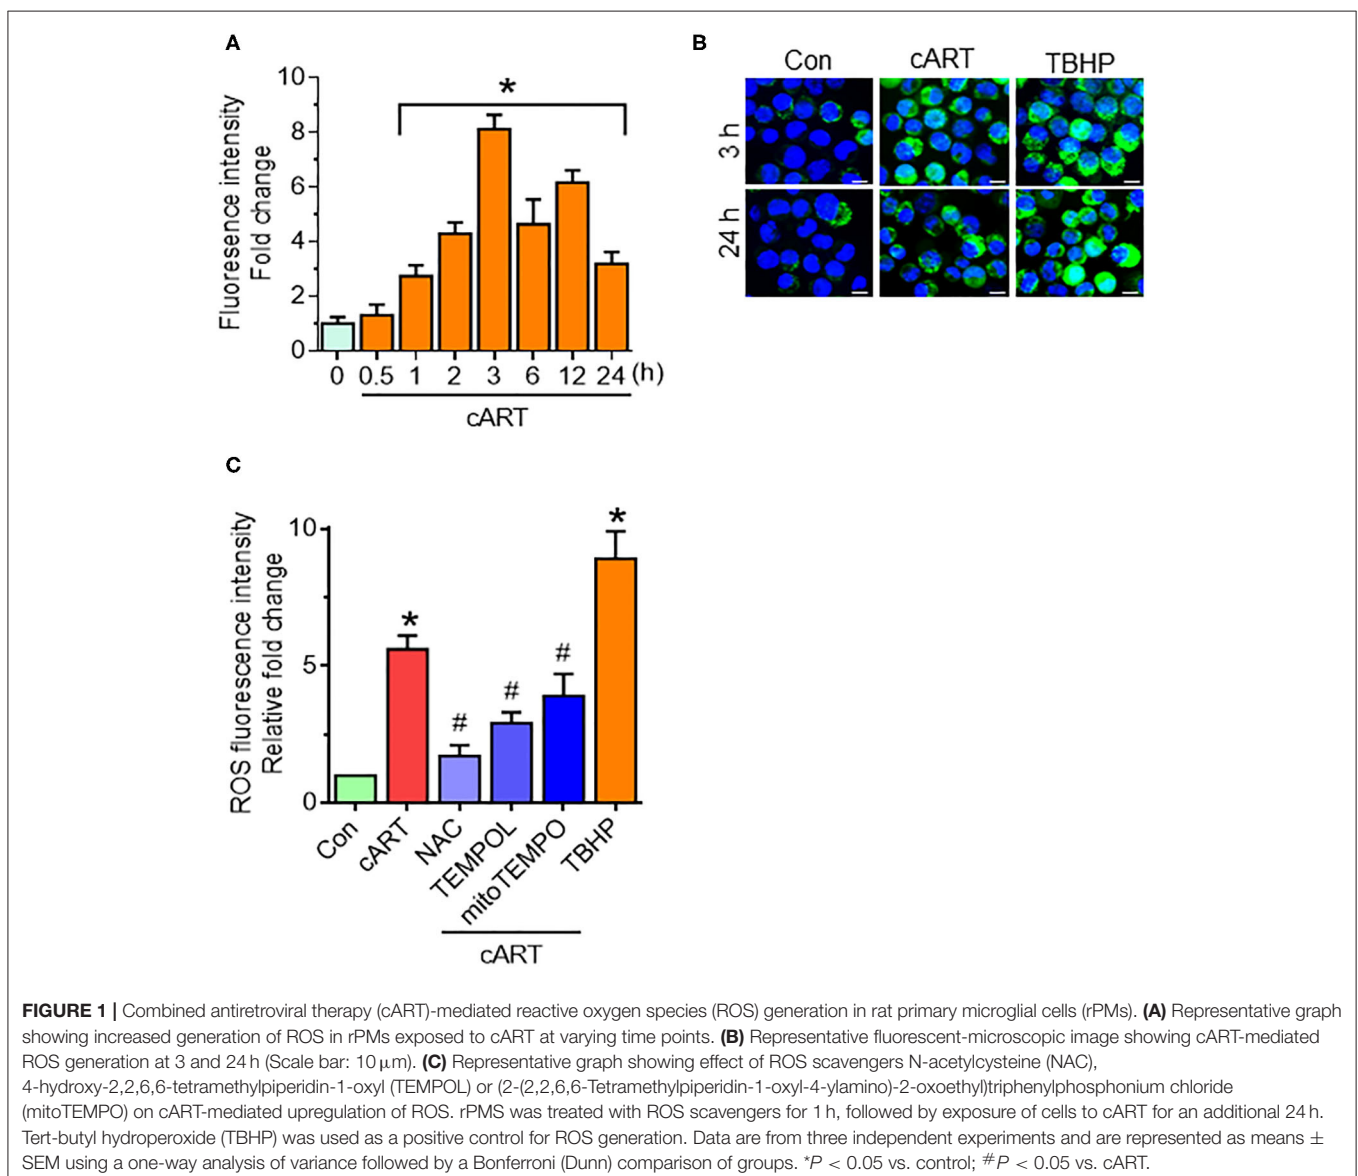 A
Fluoresence intensity
Fold change
10
8
6
4
2
0
*
0 0.5 1 2 3 6 12 24 (h)
cART
B
Con cART TBHP
3 h
24 h
C
ROS fluorescence intensity
Relative fold change
10
5
0
* # # # *
Con cART NAC TEMPOL mitoTEMPO TBHP
cART
FIGURE 1 | Combined antiretroviral therapy (cART)-mediated reactive oxygen species (ROS) generation in rat primary microglial cells (rPMs). (A) Representative graph
showing increased generation of ROS in rPMs exposed to cART at varying time points. (B) Representative fluorescent-microscopic image showing cART-mediated
ROS generation at 3 and 24 h (Scale bar: 10 μm). (C) Representative graph showing effect of ROS scavengers N-acetylcysteine (NAC),
4-hydroxy-2,2,6,6-tetramethylpiperidin-1-oxyl (TEMPOL) or (2-(2,2,6,6-Tetramethylpiperidin-1-oxyl-4-ylamino)-2-oxoethyl)triphenylphosphonium chloride
(mitoTEMPO) on cART-mediated upregulation of ROS. rPMS was treated with ROS scavengers for 1 h, followed by exposure of cells to cART for an additional 24 h.
Tert-butyl hydroperoxide (TBHP) was used as a positive control for ROS generation. Data are from three independent experiments and are represented as means ±
SEM using a one-way analysis of variance followed by a Bonferroni (Dunn) comparison of groups. *P < 0.05 vs. control; #P < 0.05 vs. cART.